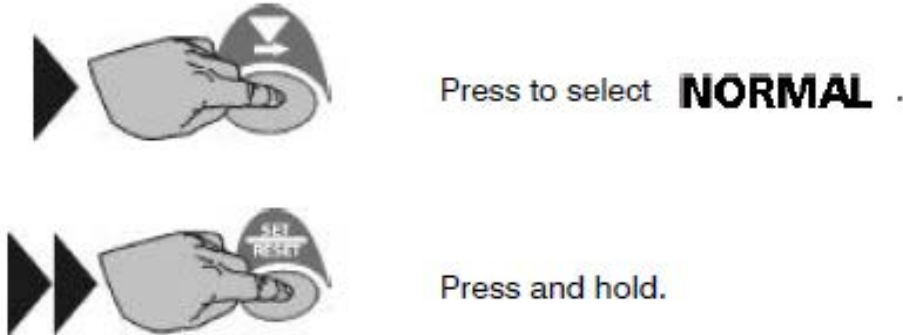 Press to select NORMAL .
SET
RESET
Press and hold.